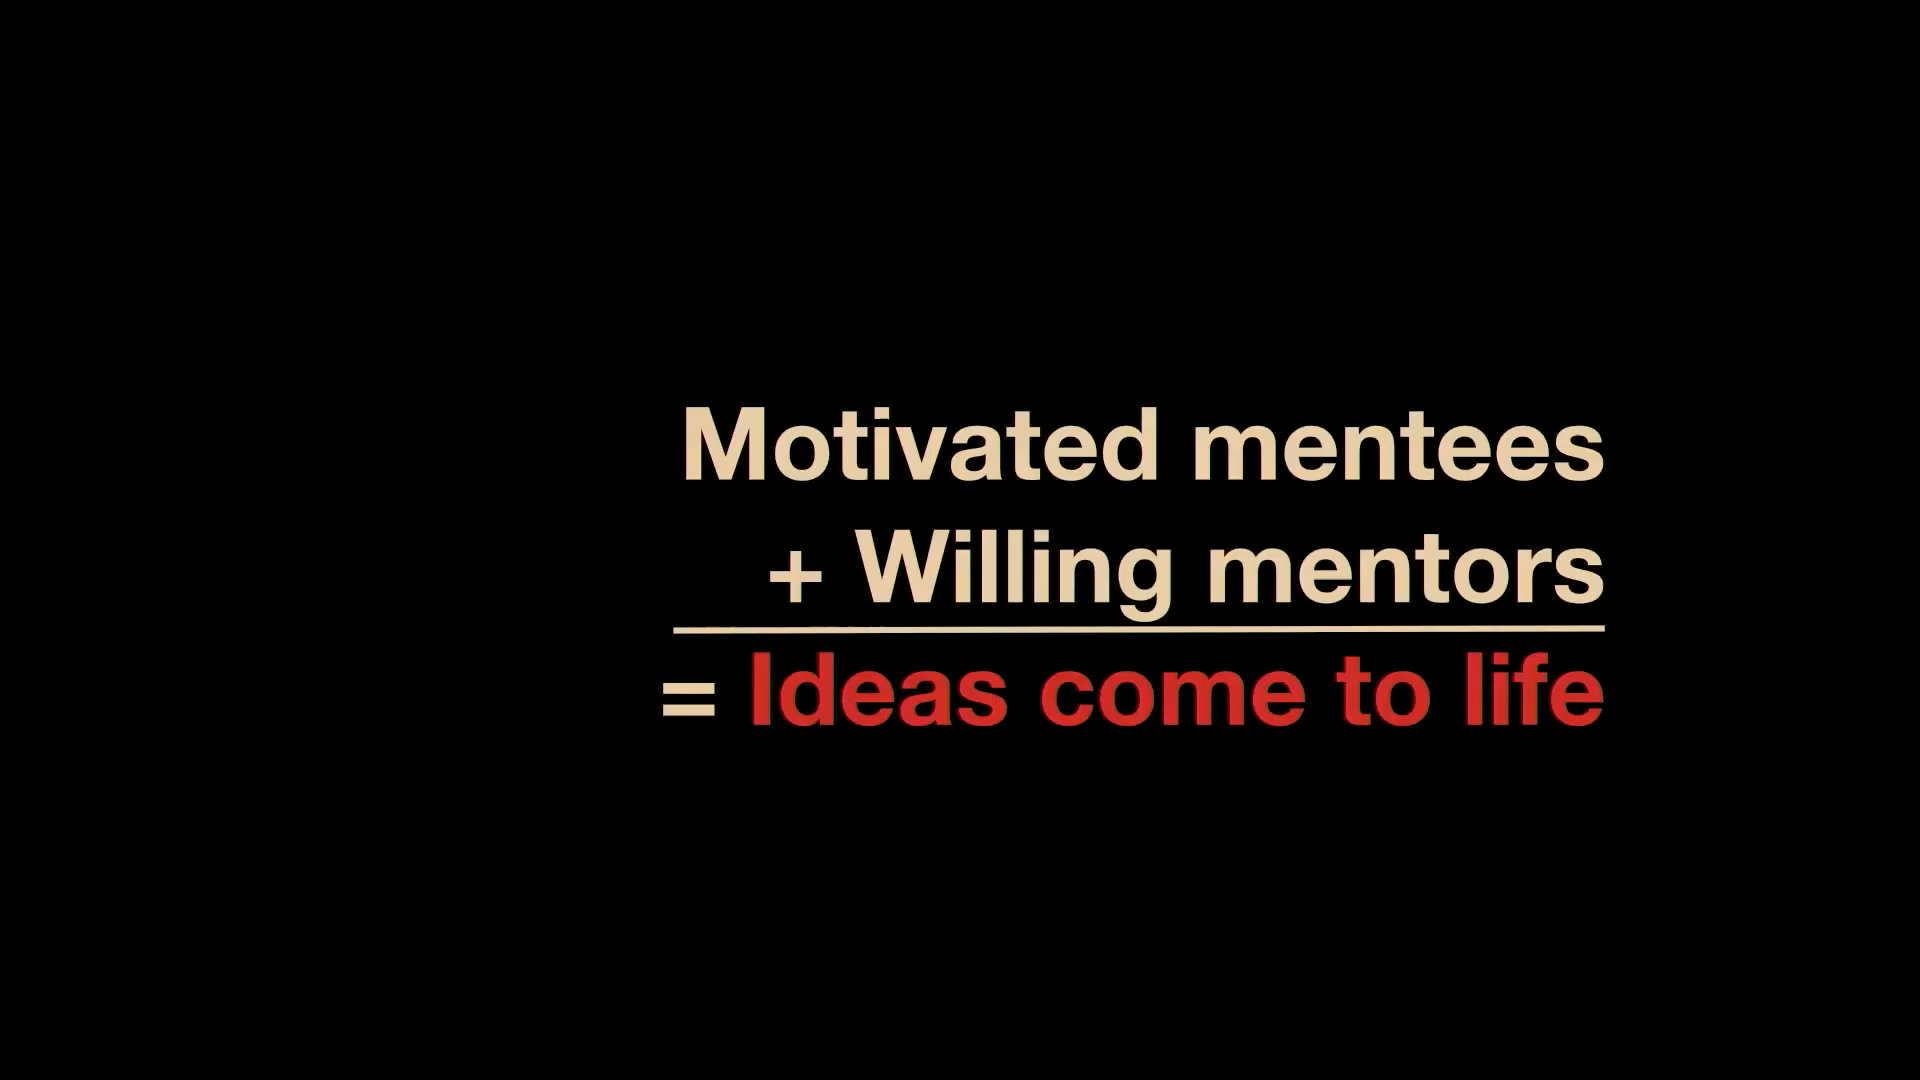 Motivated mentees
+ Willing mentors
= Ideas come to life